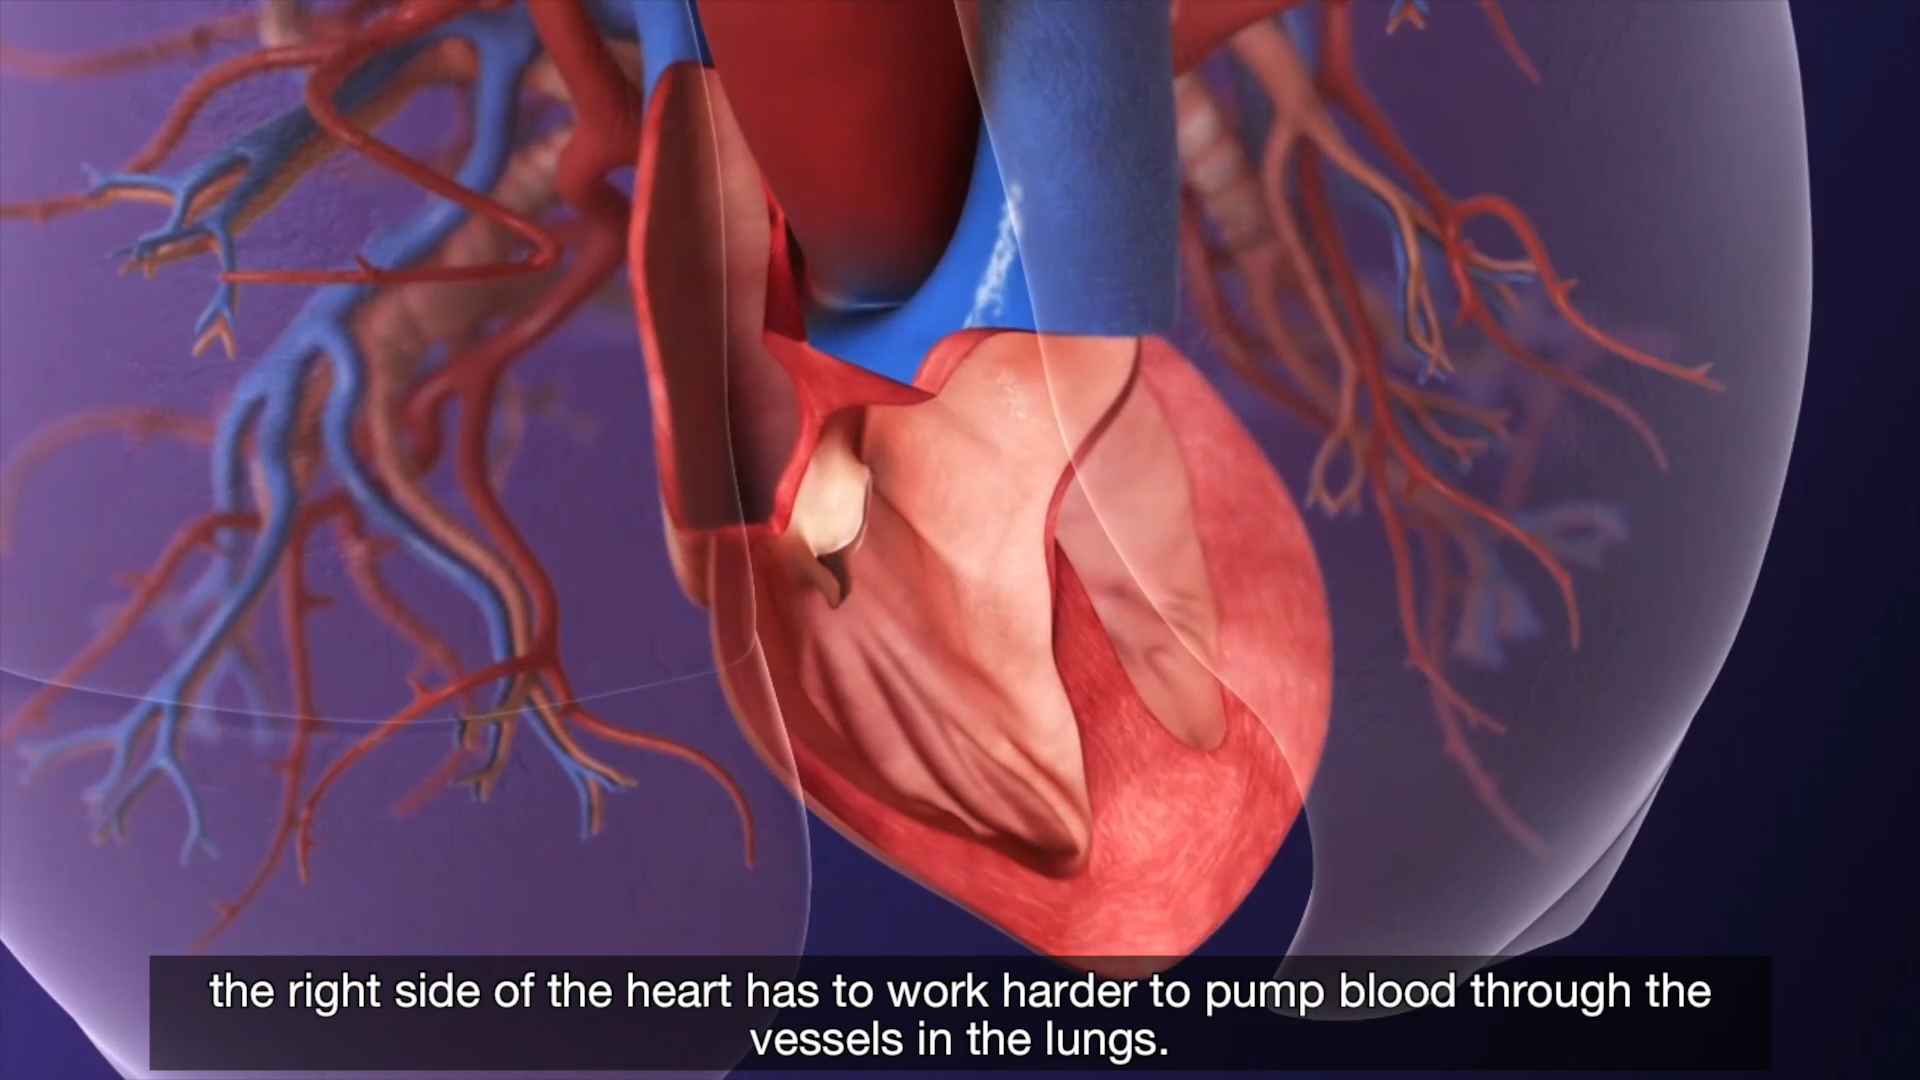 the right side of the heart has to work harder to pump blood through the
vessels in the lungs.